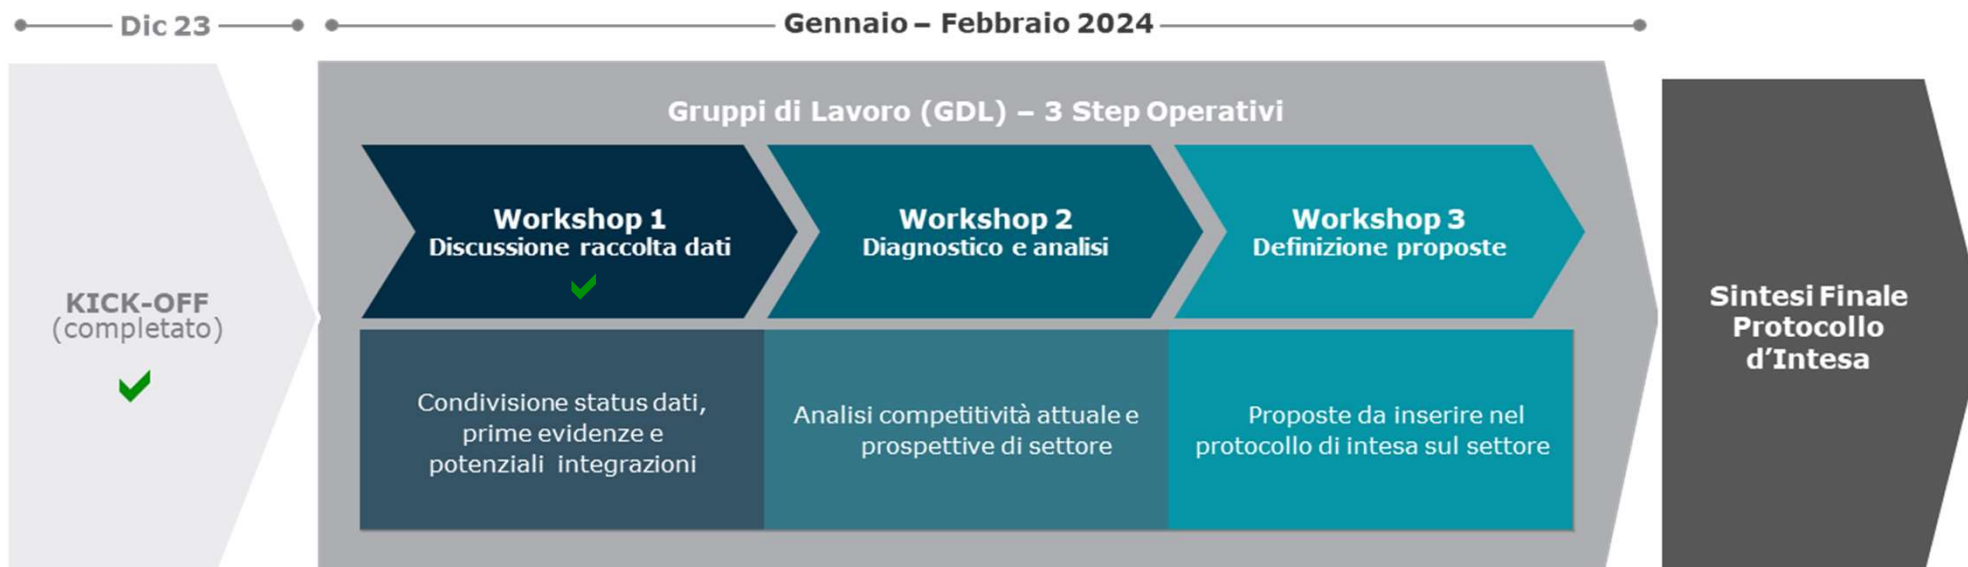 Dic 23
Gennaio – Febbraio 2024
KICK-OFF
(completato)
Gruppi di Lavoro (GDL) – 3 Step Operativi
Workshop 1
Discussione raccolta dati
Condivisione status dati,
prime evidenze e
potenziali integrazioni
Workshop 2
Diagnostico e analisi
Analisi competitività attuale e
prospettive di settore
Workshop 3
Definizione proposte
Proposte da inserire nel
protocollo di intesa sul settore
Sintesi Finale
Protocollo
d’Intesa